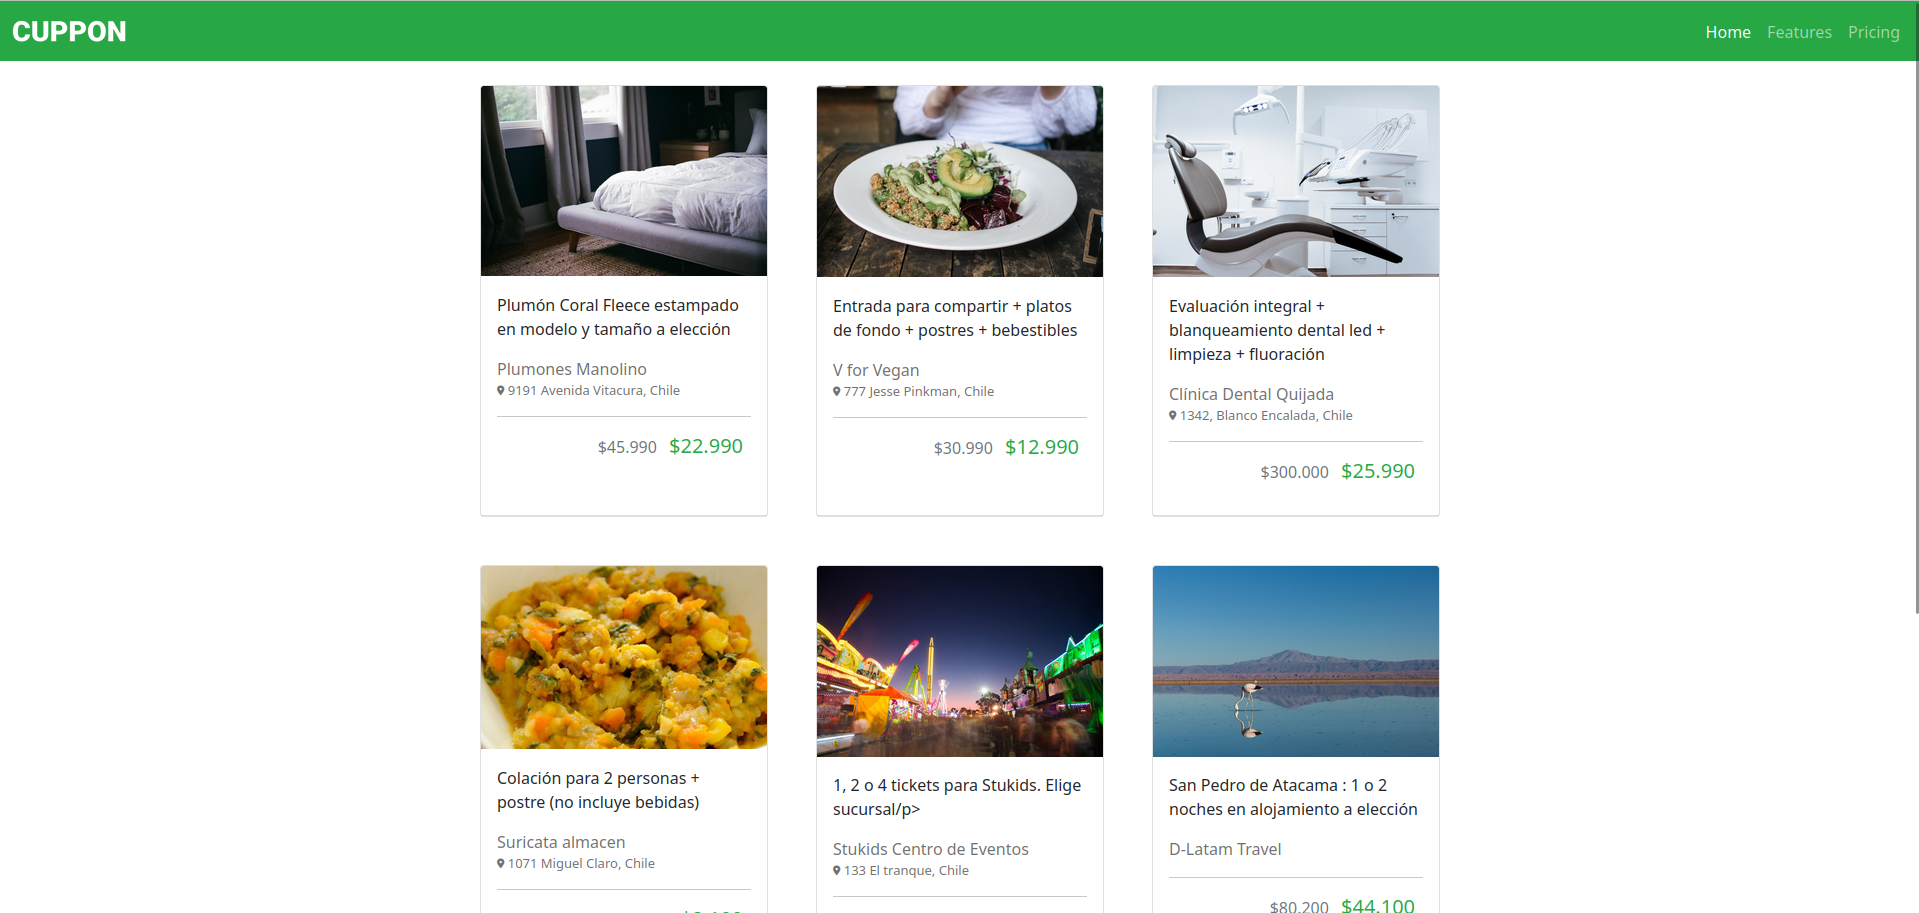 CUPPON
Home Features Pricing
Plumón Coral Fleece estampado
en modelo y tamaño a elección
Plumones Manolino
9191 Avenida Vitacura, Chile
$45.990 $22.990
Entrada para compartir + platos
de fondo + postres + bebestibles
V for Vegan
777 Jesse Pinkman, Chile
$30.990 $12.990
Evaluación integral +
blanqueamiento dental led +
limpieza + fluoración
Clínica Dental Quijada
1342, Blanco Encalada, Chile
$300.000 $25.990
Colación para 2 personas +
postre (no incluye bebidas)
Suricata almacen
1071 Miguel Claro, Chile
1, 2 o 4 tickets para Stukids. Elige
sucursal/p>
Stukids Centro de Eventos
133 El tranque, Chile
San Pedro de Atacama : 1 o 2
noches en alojamiento a elección
D-Latam Travel
$80.200 $44.100